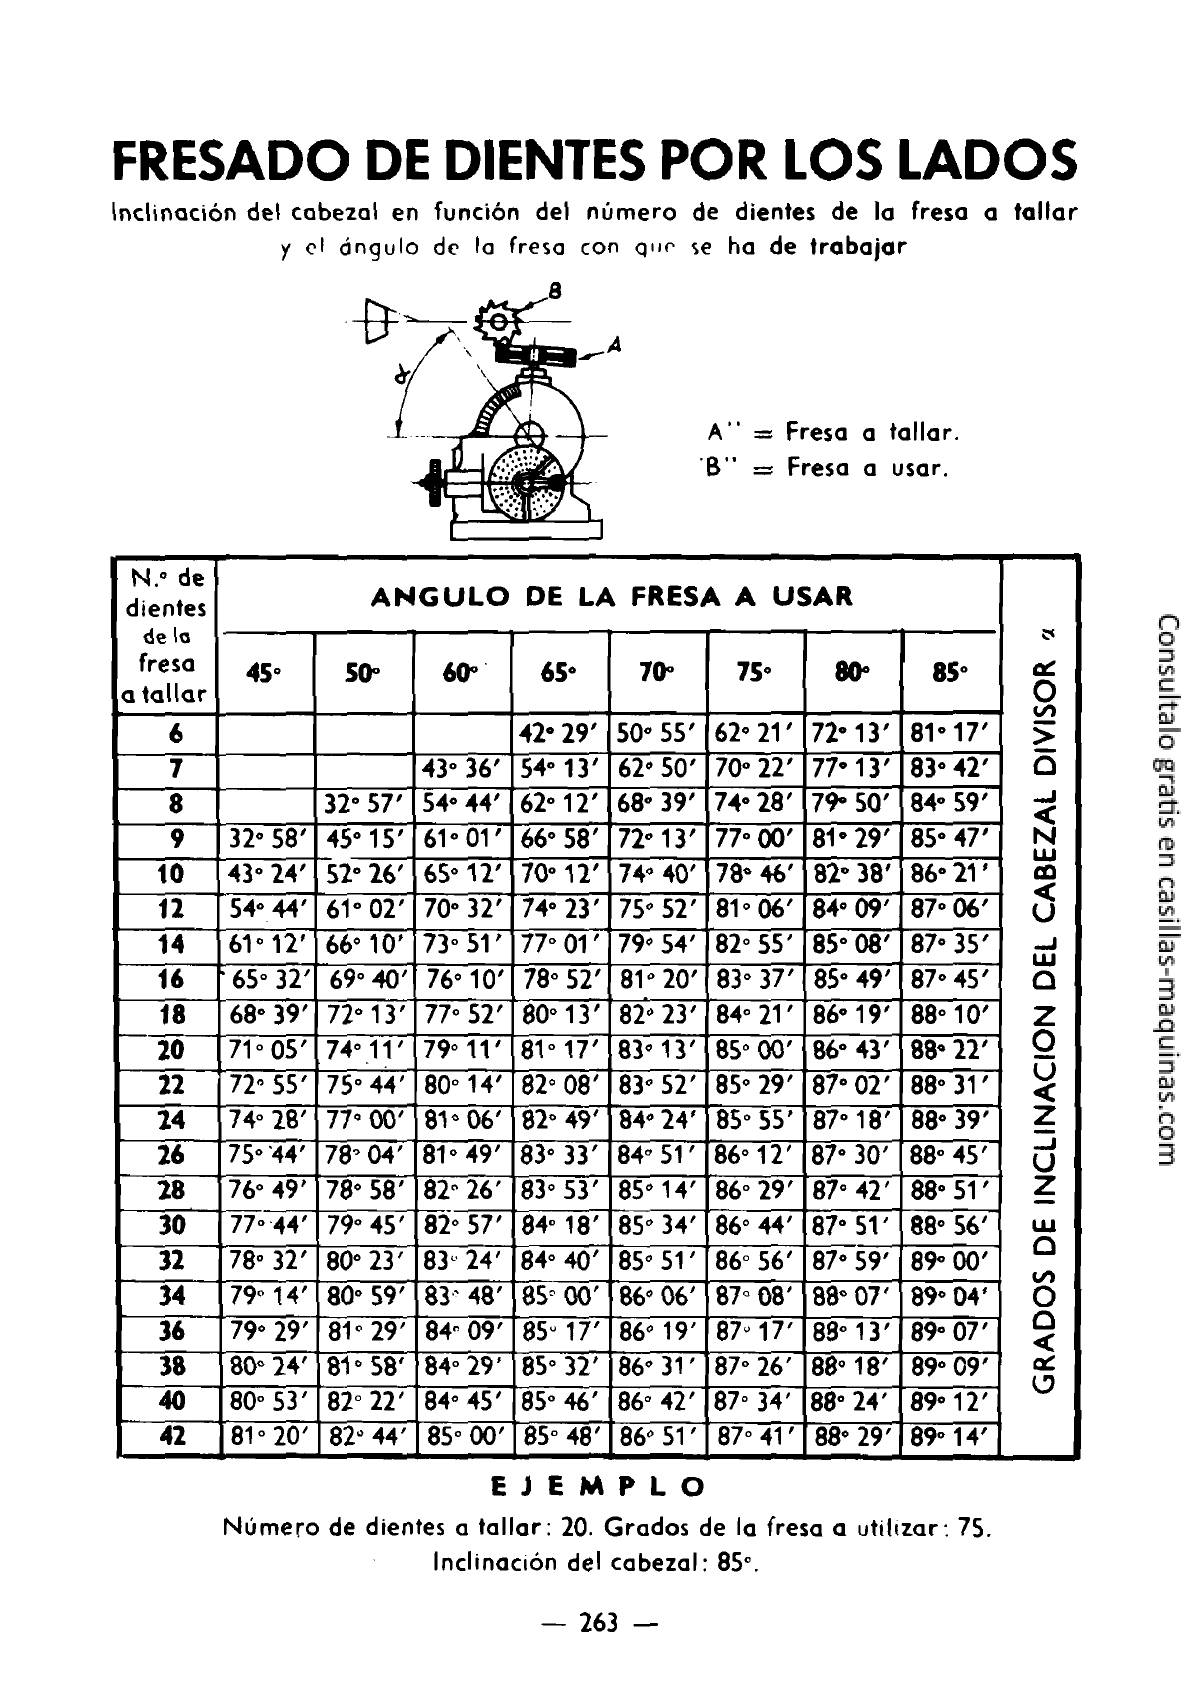 FRESADO DE DIENTES POR LOS LADOS
Inclinación del cabezal en función del número de dientes de la fresa a tallar
y el ángulo de la fresa con que se ha de trabajar
B
A
α
A" = Fresa a tallar.
"B" = Fresa a usar.
N.º de dientes de la fresa a tallar
ANGULO DE LA FRESA A USAR
45° 50° 60° 65° 70° 75° 80° 85°
6 42° 29′ 50° 55′ 62° 21′ 72° 13′ 81° 17′
7 43° 36′ 54° 13′ 62° 50′ 70° 22′ 77° 13′ 83° 42′
8 32° 57′ 54° 44′ 62° 12′ 68° 39′ 74° 28′ 79° 50′ 84° 59′
9 32° 58′ 45° 15′ 61° 01′ 66° 58′ 72° 13′ 77° 00′ 81° 29′ 85° 47′
10 43° 24′ 52° 26′ 65° 12′ 70° 12′ 74° 40′ 78° 46′ 82° 38′ 86° 21′
12 54° 44′ 61° 02′ 70° 32′ 74° 23′ 75° 52′ 81° 06′ 84° 09′ 87° 06′
14 61° 12′ 66° 10′ 73° 51′ 77° 01′ 79° 54′ 82° 55′ 85° 08′ 87° 35′
16 65° 32′ 69° 40′ 76° 10′ 78° 52′ 81° 20′ 83° 37′ 85° 49′ 87° 45′
18 68° 39′ 72° 13′ 77° 52′ 80° 13′ 82° 23′ 84° 21′ 86° 19′ 88° 10′
20 71° 05′ 74° 11′ 79° 11′ 81° 17′ 83° 13′ 85° 00′ 86° 43′ 88° 22′
22 72° 55′ 75° 44′ 80° 14′ 82° 08′ 83° 52′ 85° 29′ 87° 02′ 88° 31′
24 74° 28′ 77° 00′ 81° 06′ 82° 49′ 84° 24′ 85° 55′ 87° 18′ 88° 39′
26 75° 44′ 78° 04′ 81° 49′ 83° 33′ 84° 51′ 86° 12′ 87° 30′ 88° 45′
28 76° 49′ 78° 58′ 82° 26′ 83° 53′ 85° 14′ 86° 29′ 87° 42′ 88° 51′
30 77° 44′ 79° 45′ 82° 57′ 84° 18′ 85° 34′ 86° 44′ 87° 51′ 88° 56′
32 78° 32′ 80° 23′ 83° 24′ 84° 40′ 85° 51′ 86° 56′ 87° 59′ 89° 00′
34 79° 14′ 80° 59′ 83° 48′ 85° 00′ 86° 06′ 87° 08′ 88° 07′ 89° 04′
36 79° 29′ 81° 29′ 84° 09′ 85° 17′ 86° 19′ 87° 17′ 88° 13′ 89° 07′
38 80° 24′ 81° 58′ 84° 29′ 85° 32′ 86° 31′ 87° 26′ 88° 18′ 89° 09′
40 80° 53′ 82° 22′ 84° 45′ 85° 46′ 86° 42′ 87° 34′ 88° 24′ 89° 12′
42 81° 20′ 82° 44′ 85° 00′ 85° 48′ 86° 51′ 87° 41′ 88° 29′ 89° 14′
GRADOS DE INCLINACION DEL CABEZAL DIVISOR α
EJEMPLO
Número de dientes a tallar: 20. Grados de la fresa a utilizar: 75.
Inclinación del cabezal: 85°.
— 263 —
Consultalo gratis en casillas-maquinas.com